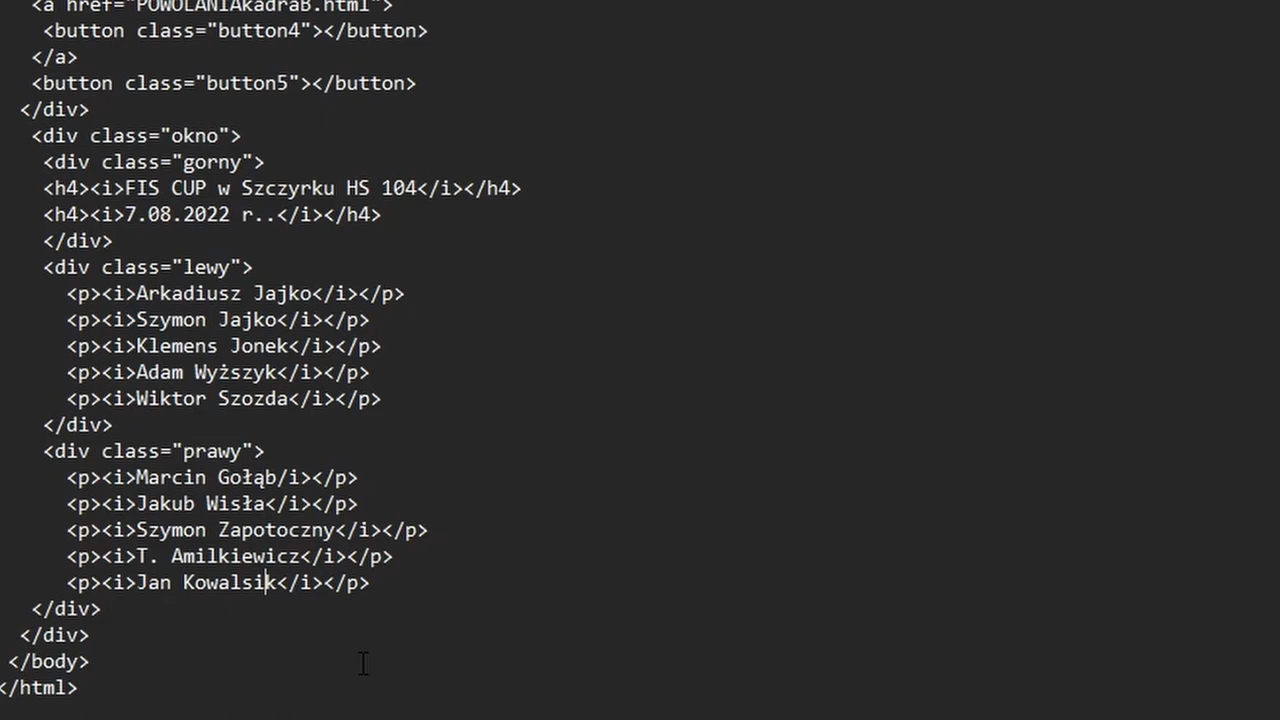 <a href="POWOLANIAkadraB.html">
<button class="button4"></button>
</a>
<button class="button5"></button>
</div>
<div class="okno">
<div class="gorny">
<h4><i>FIS CUP w Szczyrku HS 104</i></h4>
<h4><i>7.08.2022 r..</i></h4>
</div>
<div class="lewy">
<p><i>Arkadiusz Jajko</i></p>
<p><i>Szymon Jajko</i></p>
<p><i>Klemens Jonek</i></p>
<p><i>Adam Wyższyk</i></p>
<p><i>Wiktor Szozda</i></p>
</div>
<div class="prawy">
<p><i>Marcin Gołąb/i></p>
<p><i>Jakub Wisła</i></p>
<p><i>Szymon Zapotoczny</i></p>
<p><i>T. Amilkiewicz</i></p>
<p><i>Jan Kowalsik</i></p>
</div>
</div>
</body>
</html>